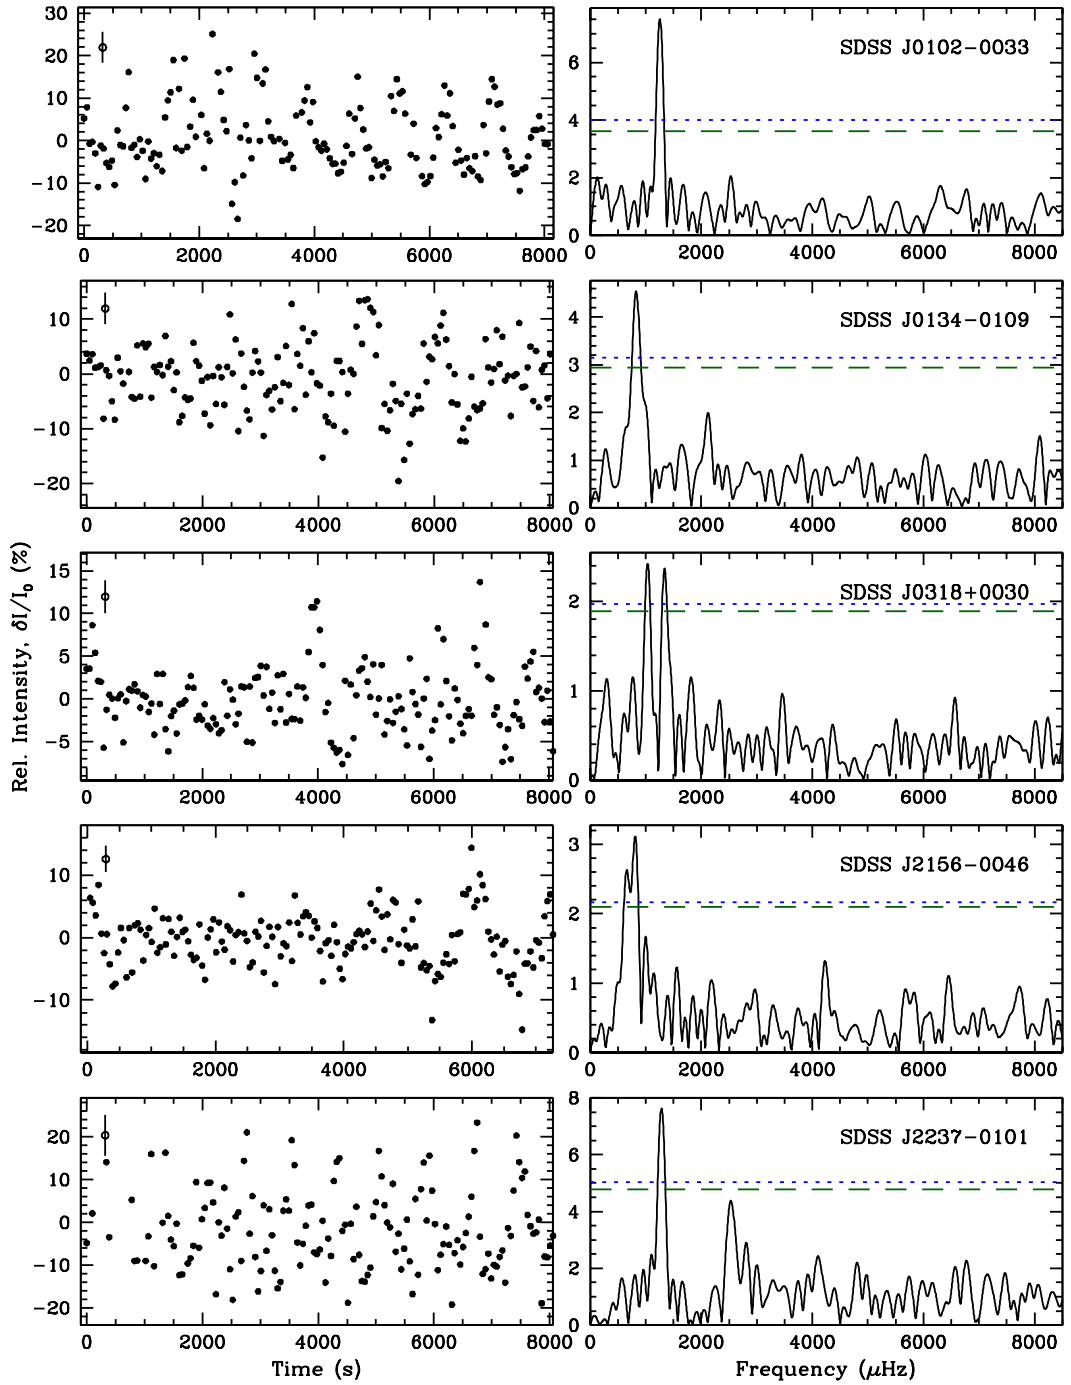 30
20
10
0
-10
-20
0 2000 4000 6000 8000
SDSS J0102-0033
6
4
2
0
0 2000 4000 6000 8000
10
0
-10
-20
0 2000 4000 6000 8000
SDSS J0134-0109
4
3
2
1
0
0 2000 4000 6000 8000
Rel. Intensity, δI/I₀ (%)
15
10
5
0
-5
0 2000 4000 6000 8000
SDSS J0318+0030
2
1
0
0 2000 4000 6000 8000
10
0
-10
0 2000 4000 6000
SDSS J2156-0046
3
2
1
0
0 2000 4000 6000 8000
20
10
0
-10
-20
0 2000 4000 6000 8000
Time (s)
SDSS J2237-0101
8
6
4
2
0
0 2000 4000 6000 8000
Frequency (μHz)